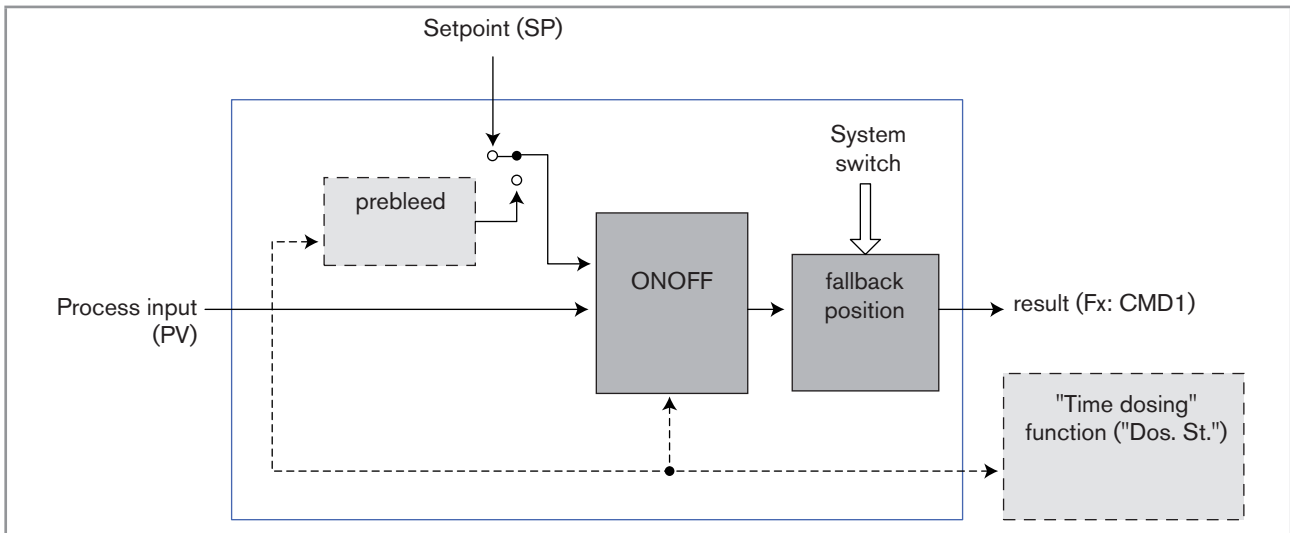 Setpoint (SP)
System
switch
prebleed
ONOFF
fallback
position
Process input
(PV)
result (Fx: CMD1)
"Time dosing"
function ("Dos. St.")